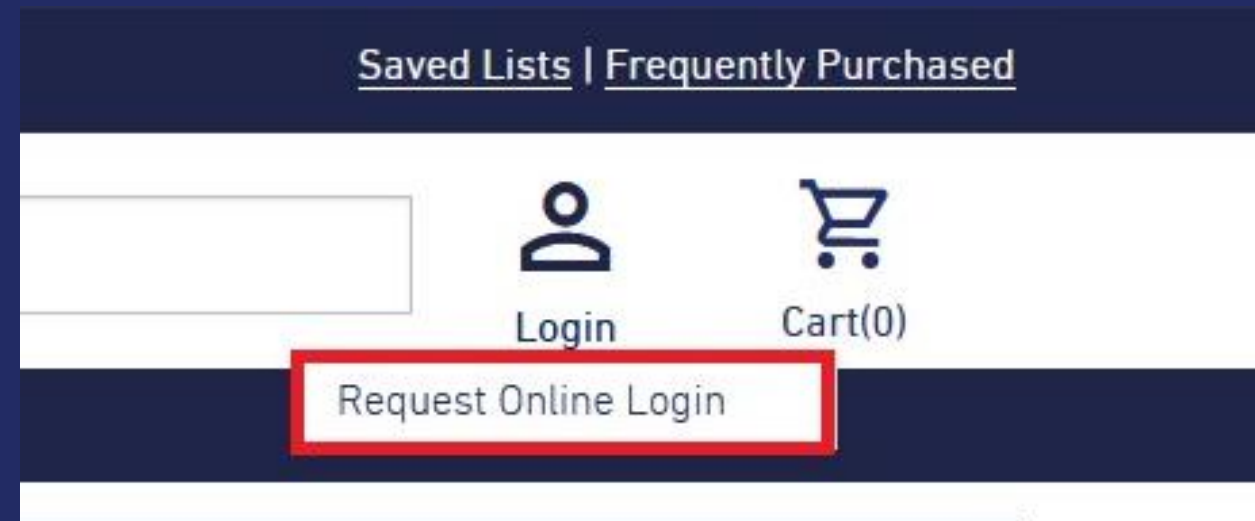 Saved Lists | Frequently Purchased
Login
Cart(0)
Request Online Login